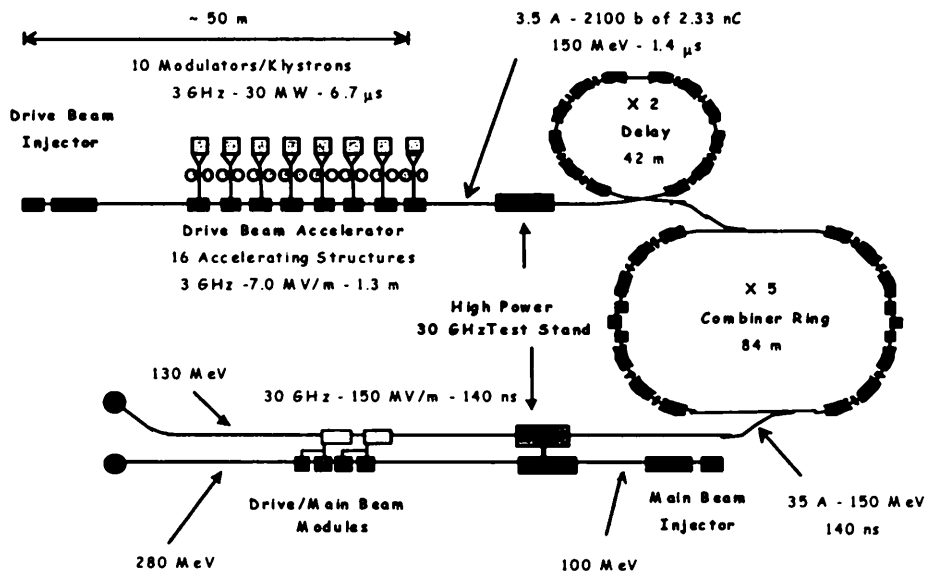 ~ 50 m
3.5 A - 2100 b of 2.33 nC
150 MeV - 1.4 μs
10 Modulators/Klystrons
3 GHz - 30 MW - 6.7 μs
Drive Beam
Injector
X 2
Delay
42 m
Drive Beam Accelerator
16 Accelerating Structures
3 GHz -7.0 MV/m - 1.3 m
X 5
Combiner Ring
84 m
High Power
30 GHzTest Stand
130 MeV
30 GHz - 150 MV/m - 140 ns
Drive/Main Beam
Modules
Main Beam
Injector
35 A - 150 MeV
140 ns
280 MeV
100 MeV